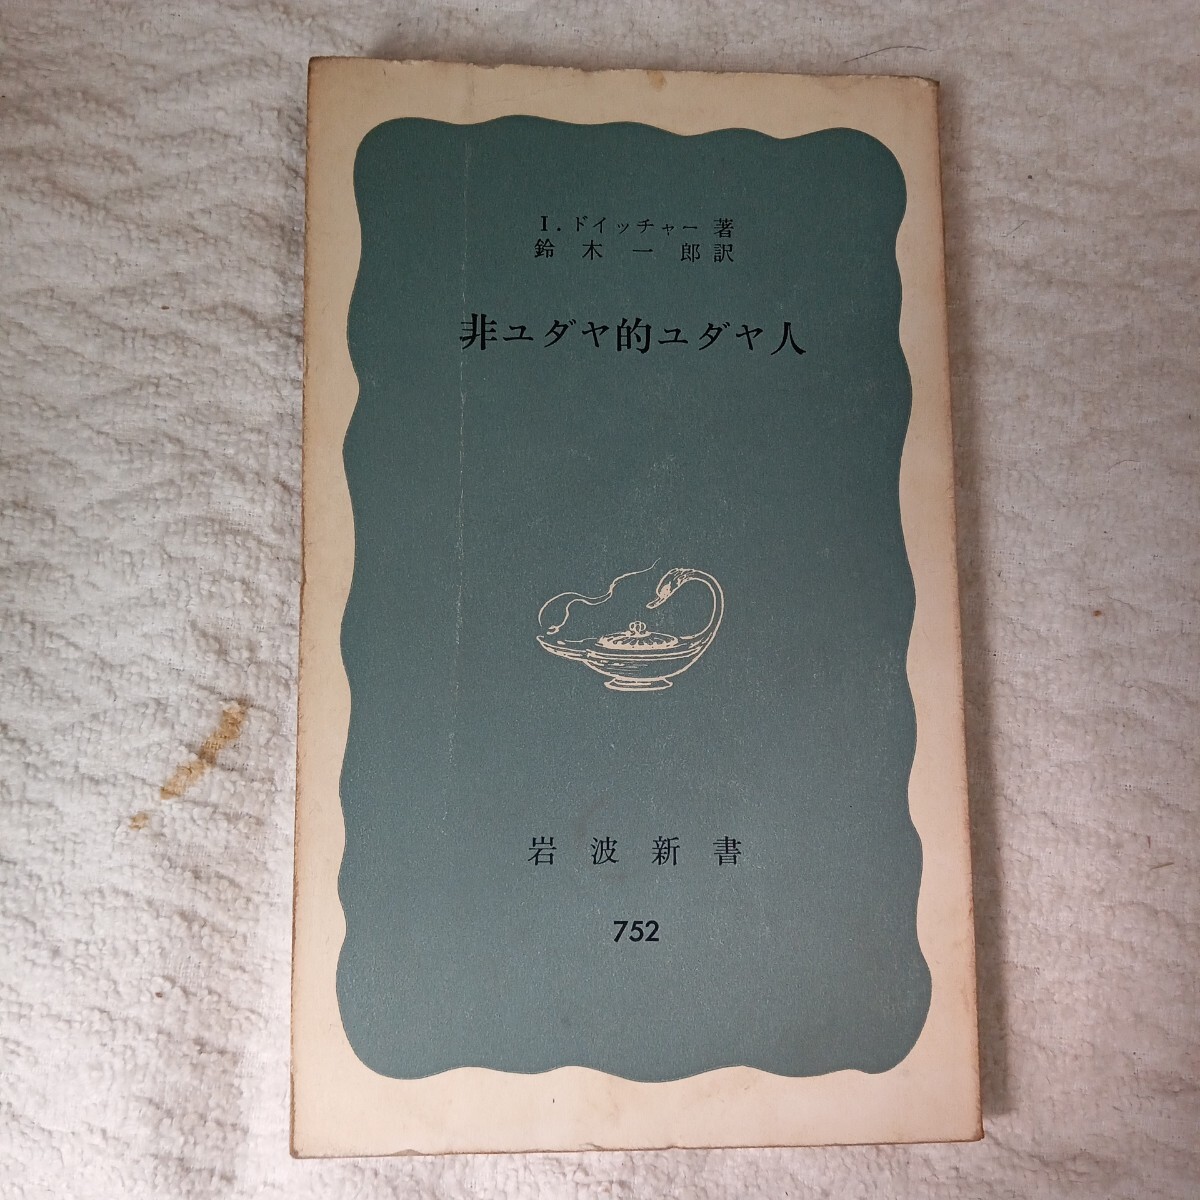 I.ドイッチャー 著
鈴木一郎訳
非ユダヤ的ユダヤ人
岩波新書
752